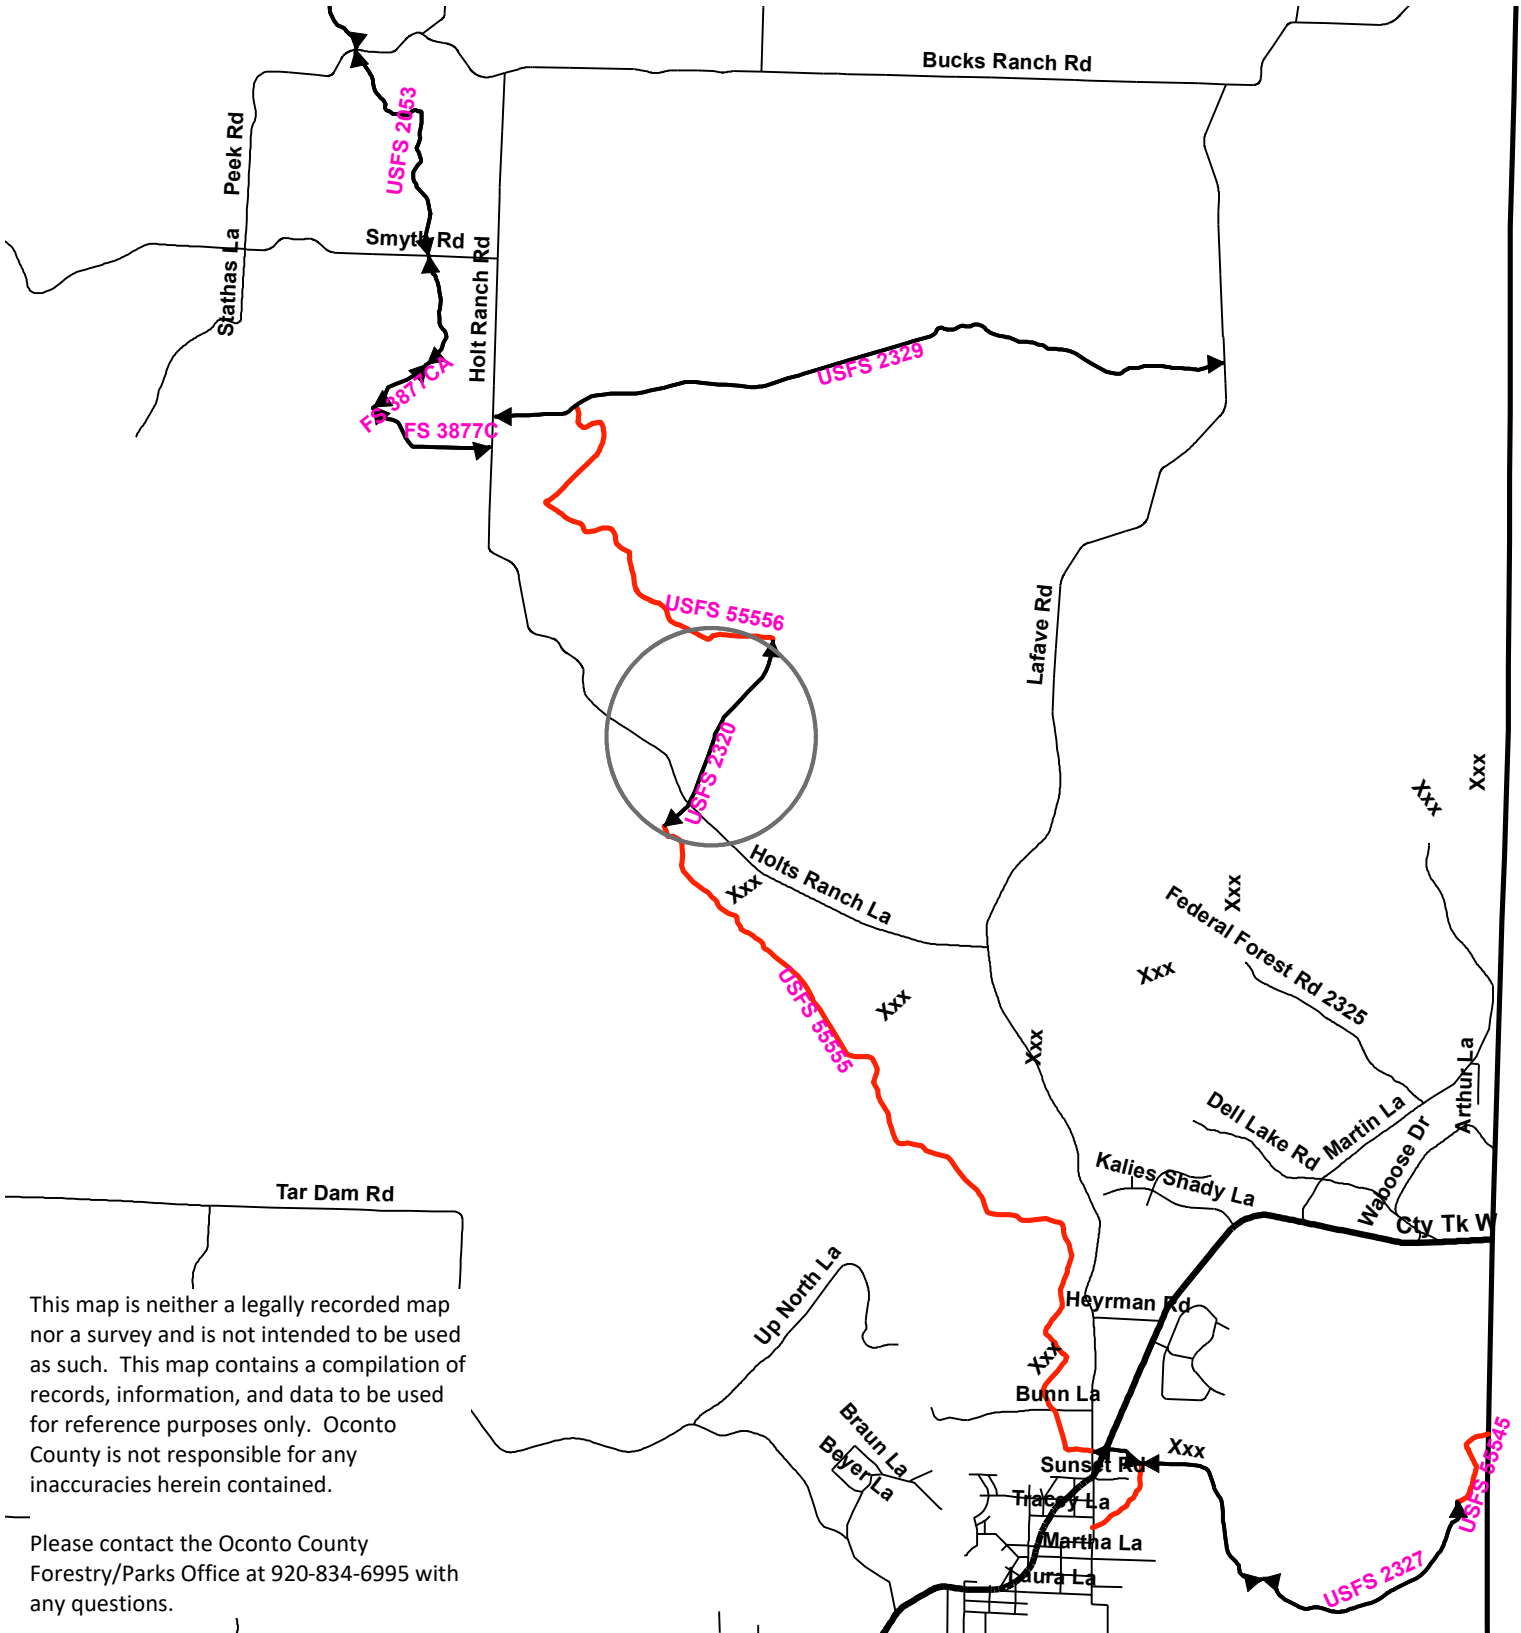 Bucks Ranch Rd
USFS 2053
Peek Rd
Smyth Rd
Stathas La
Holt Ranch Rd
USFS 2329
FS 3877CA
FS 3877C
USFS 55556
Lafave Rd
USFS 2320
Xxx
Xxx
Holts Ranch La
Xxx
Xxx
Federal Forest Rd 2325
Xxx
USFS 55555
Xxx
Xxx
Arthur La
Dell Lake Rd
Martin La
Waboose Dr
Kalies Shady La
Tar Dam Rd
Cty Tk W
Up North La
Heyrman Rd
This map is neither a legally recorded map
nor a survey and is not intended to be used
as such. This map contains a compilation of
records, information, and data to be used
for reference purposes only. Oconto
County is not responsible for any
inaccuracies herein contained.
Xxx
Bunn La
Braun La
Beyer La
Xxx
Sunset Rd
USFS 55545
Tracey La
Martha La
Laura La
USFS 2327
Please contact the Oconto County
Forestry/Parks Office at 920-834-6995 with
any questions.